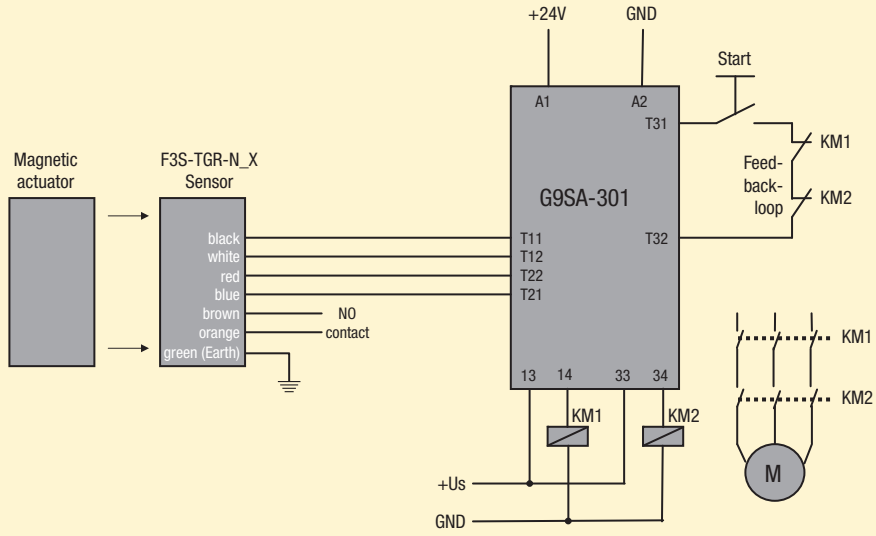 +24V
GND
A1
A2
Start
T31
KM1
Feed-
back-
loop
KM2
G9SA-301
T32
Magnetic
actuator
F3S-TGR-N_X
Sensor
black
white
red
blue
brown
orange
green (Earth)
T11
T12
T22
T21
NO
contact
13
14
33
34
KM1
KM2
+Us
GND
KM1
KM2
M